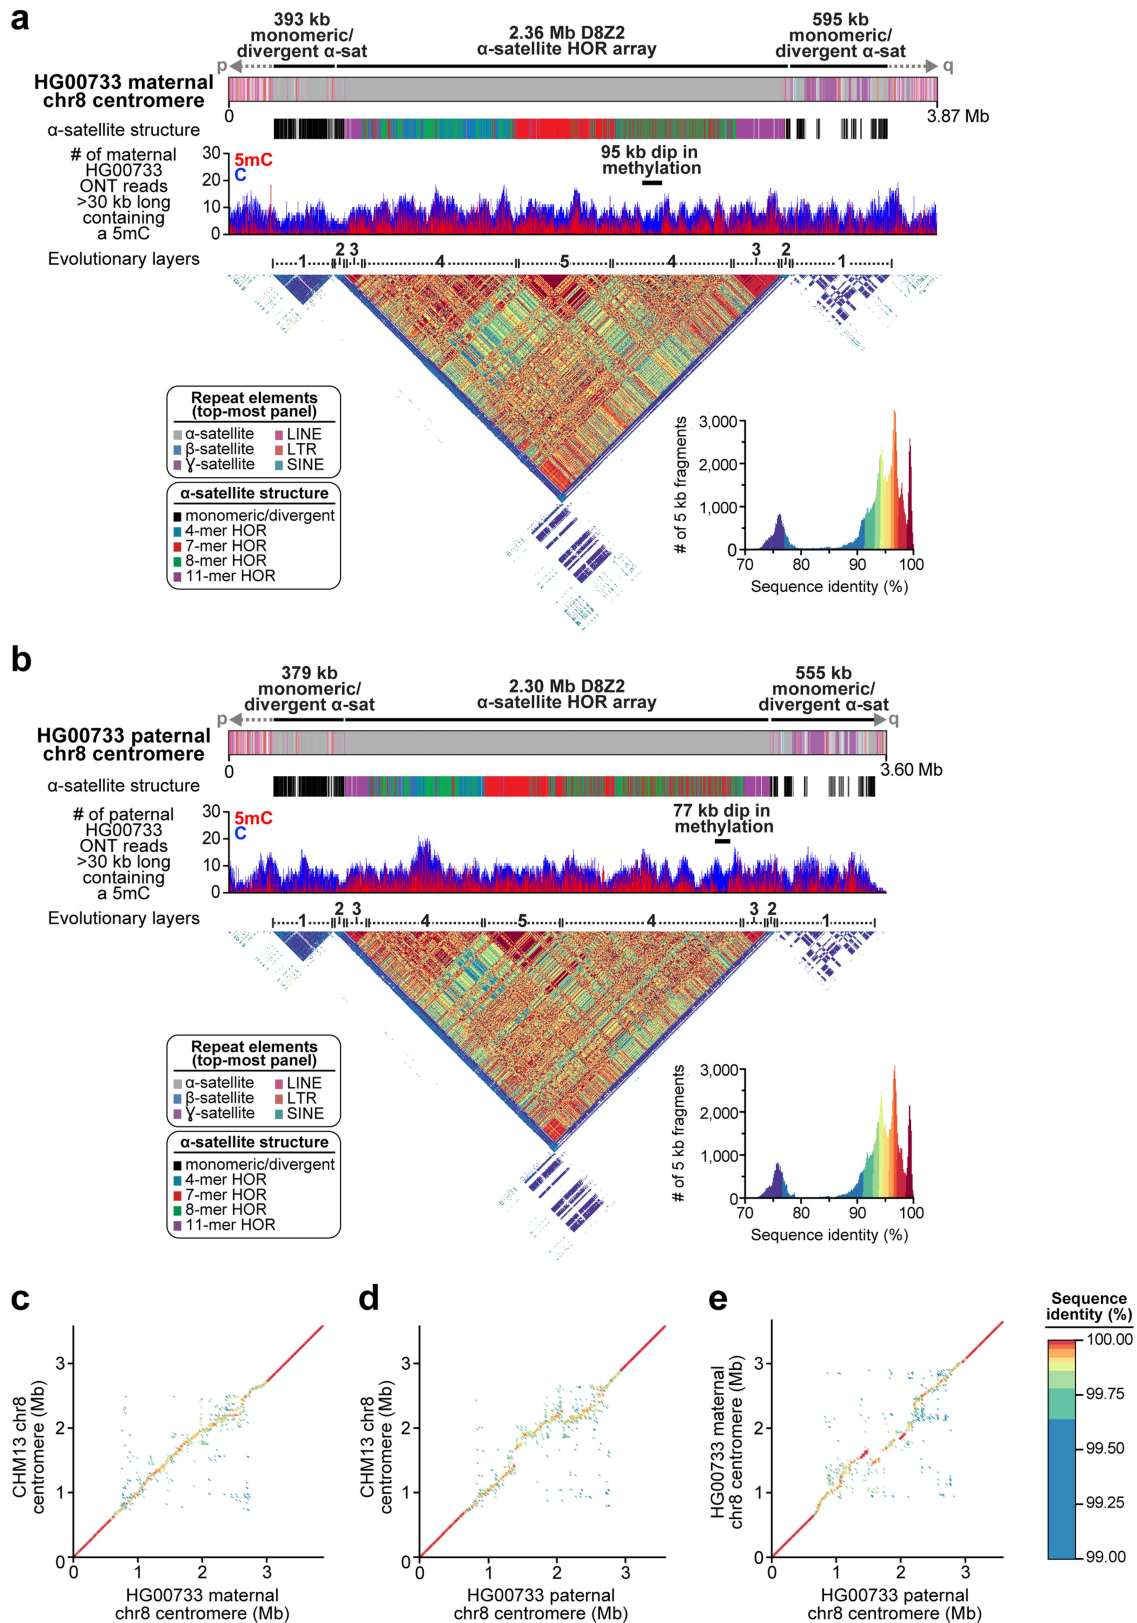 a
393 kb
monomeric/
divergent α-sat
2.36 Mb D8Z2
α-satellite HOR array
595 kb
monomeric/
divergent α-sat
p
q
HG00733 maternal
chr8 centromere
0
3.87 Mb
α-satellite structure
# of maternal
HG00733
ONT reads
>30 kb long
containing
a 5mC
30
20
10
0
5mC
C
95 kb dip in
methylation
Evolutionary layers
1
2
3
4
5
4
3
2
1
Repeat elements
(top-most panel)
α-satellite
LINE
β-satellite
LTR
Ɣ-satellite
SINE
α-satellite structure
monomeric/divergent
4-mer HOR
7-mer HOR
8-mer HOR
11-mer HOR
# of 5 kb fragments
3,000
2,000
1,000
0
70
80
90
100
Sequence identity (%)
b
379 kb
monomeric/
divergent α-sat
2.30 Mb D8Z2
α-satellite HOR array
555 kb
monomeric/
divergent α-sat
p
q
HG00733 paternal
chr8 centromere
0
3.60 Mb
α-satellite structure
# of paternal
HG00733
ONT reads
>30 kb long
containing
a 5mC
30
20
10
0
5mC
C
77 kb dip in
methylation
Evolutionary layers
1
2
3
4
5
4
3
2
1
Repeat elements
(top-most panel)
α-satellite
LINE
β-satellite
LTR
Ɣ-satellite
SINE
α-satellite structure
monomeric/divergent
4-mer HOR
7-mer HOR
8-mer HOR
11-mer HOR
# of 5 kb fragments
3,000
2,000
1,000
0
70
80
90
100
Sequence identity (%)
c
CHM13 chr8
centromere (Mb)
3
2
1
0
0
1
2
3
HG00733 maternal
chr8 centromere (Mb)
d
CHM13 chr8
centromere (Mb)
3
2
1
0
0
1
2
3
HG00733 paternal
chr8 centromere (Mb)
e
HG00733 maternal
chr8 centromere (Mb)
3
2
1
0
0
1
2
3
HG00733 paternal
chr8 centromere (Mb)
Sequence
identity (%)
100.00
99.75
99.50
99.25
99.00